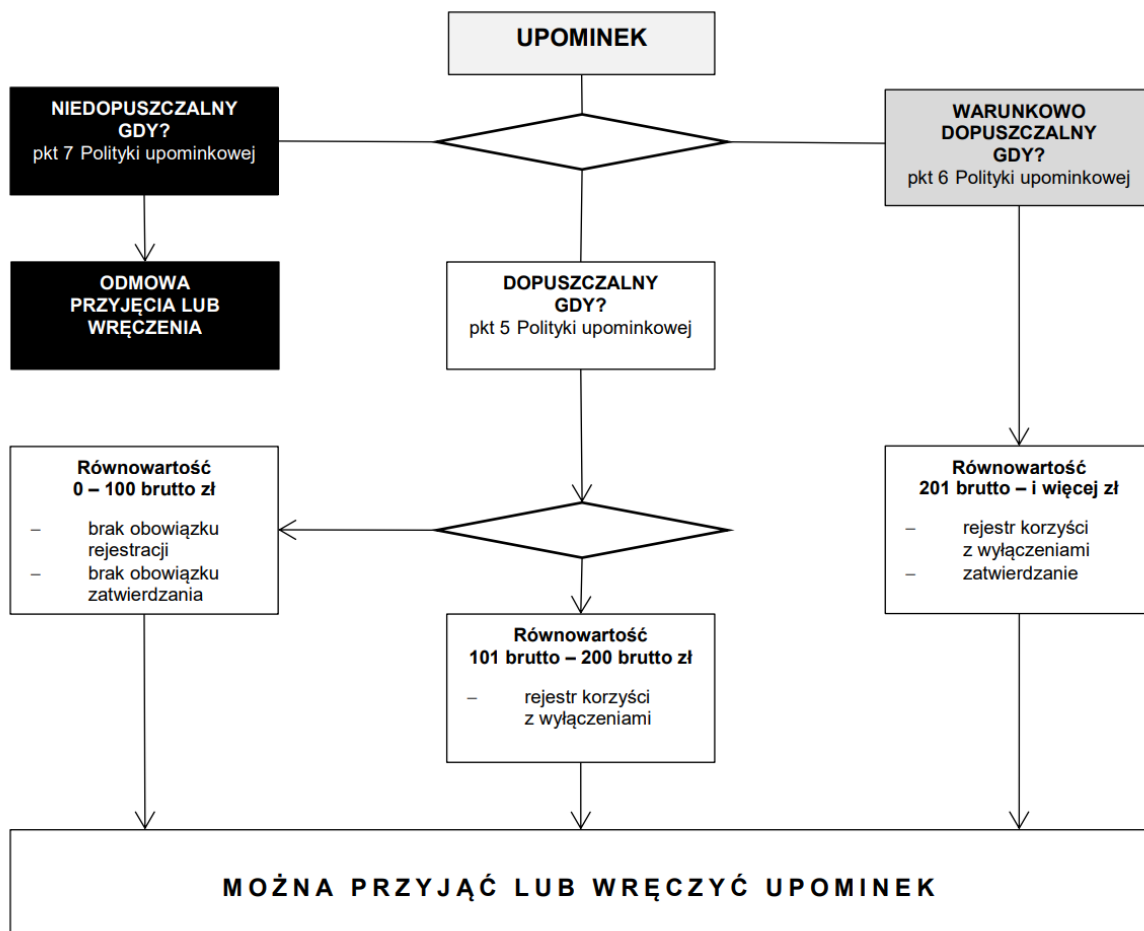 UPOMINEK
NIEDOPUSZCZALNY
GDY?
pkt 7 Polityki upominkowej
WARUNKOWO
DOPUSZCZALNY
GDY?
pkt 6 Polityki upominkowej
ODMOWA
PRZYJĘCIA LUB
WRĘCZENIA
DOPUSZCZALNY
GDY?
pkt 5 Polityki upominkowej
Równowartość
0 – 100 brutto zł
– brak obowiązku
rejestracji
– brak obowiązku
zatwierdzania
Równowartość
201 brutto – i więcej zł
– rejestr korzyści
z wyłączeniami
– zatwierdzanie
Równowartość
101 brutto – 200 brutto zł
– rejestr korzyści
z wyłączeniami
MOŻNA PRZYJĄĆ LUB WRĘCZYĆ UPOMINEK